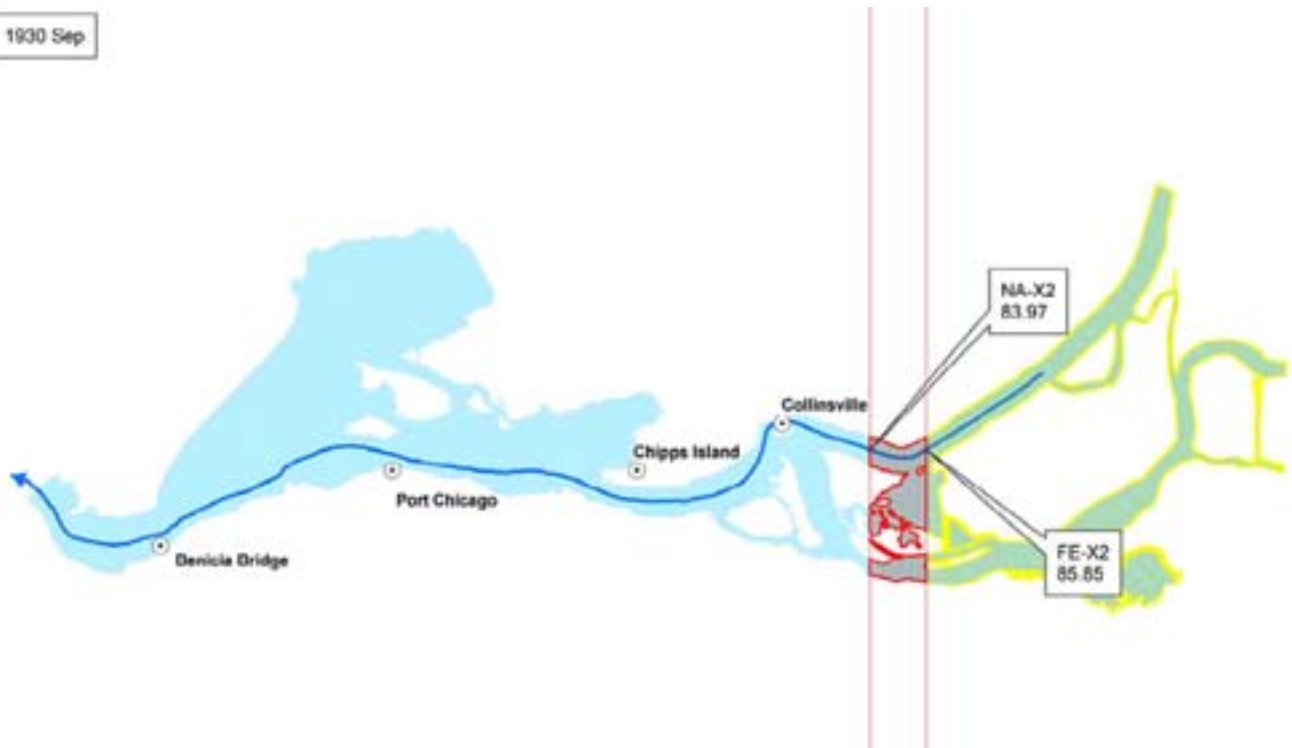 1930 Sep
NA-X2
83.97
Collinsville
Chipps Island
Port Chicago
Benicia Bridge
FE-X2
85.85